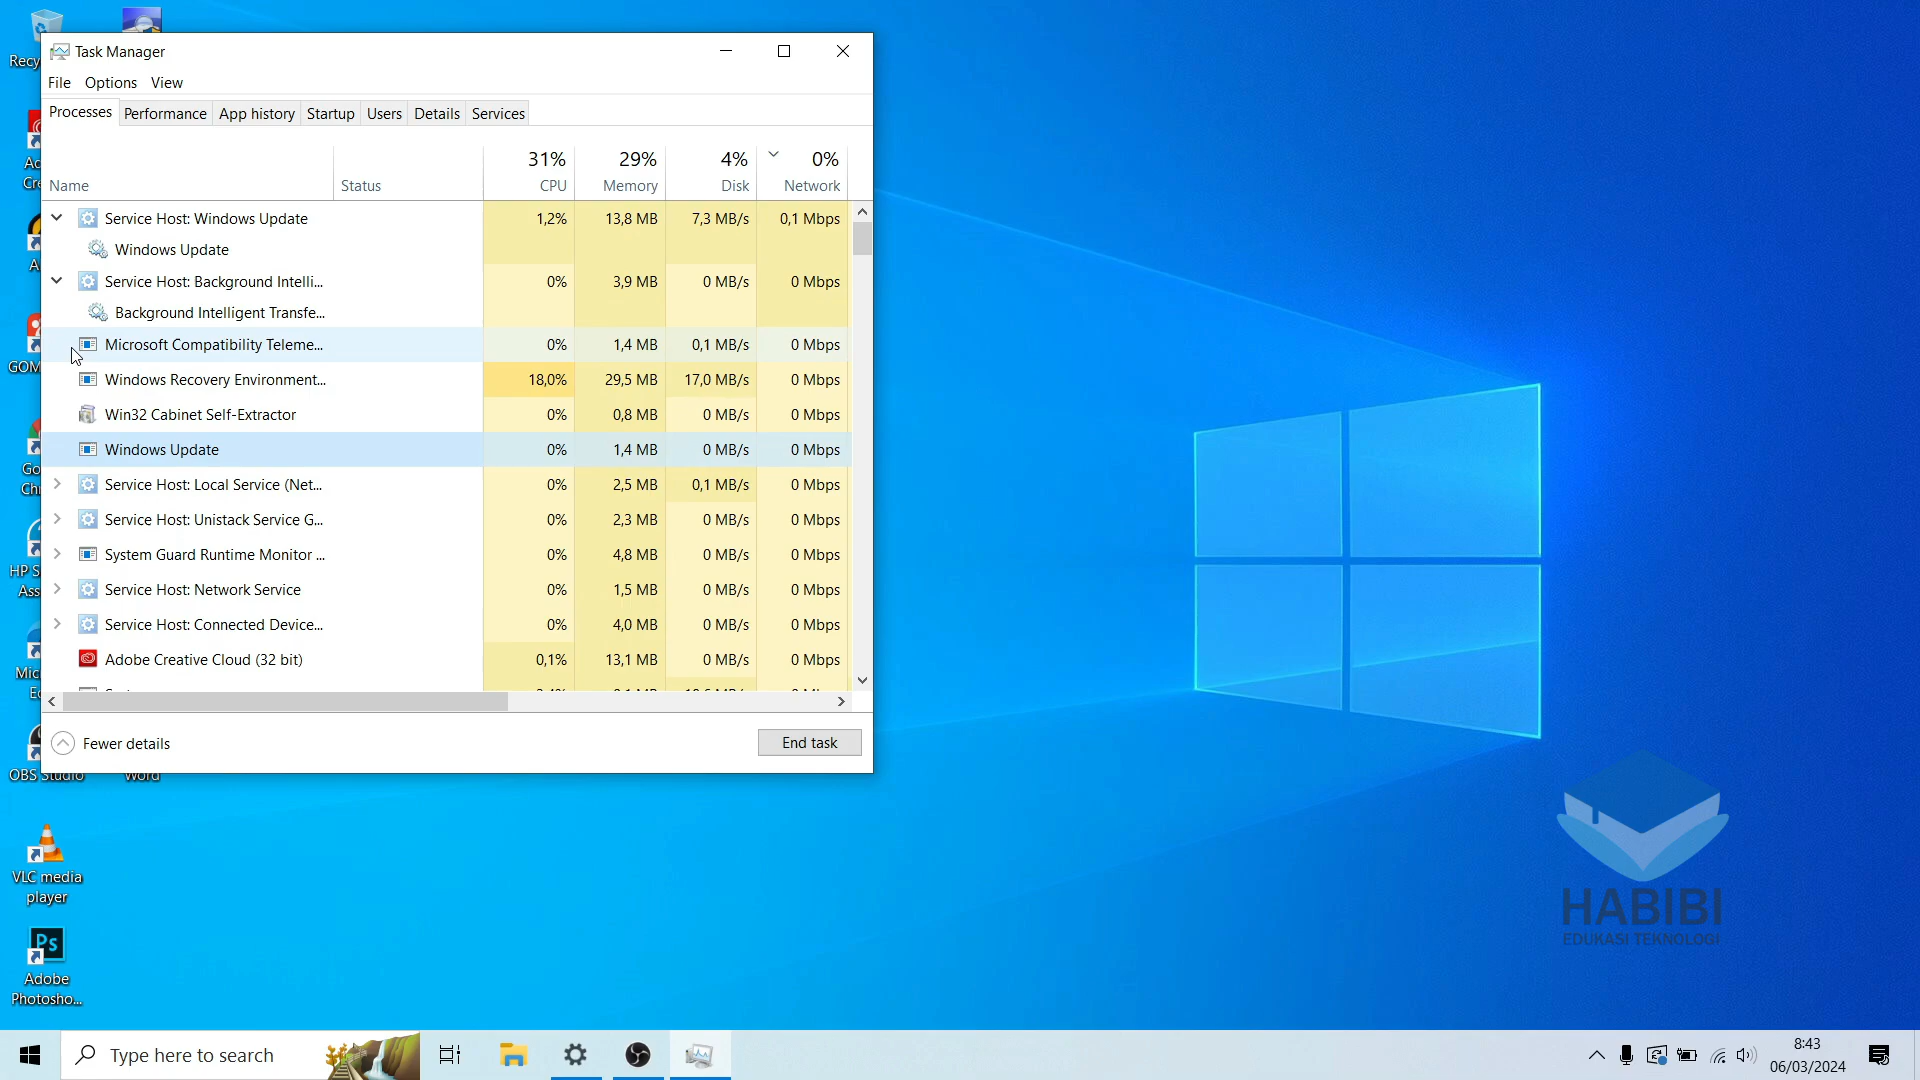 Task Manager
File Options View
Processes Performance App history Startup Users Details Services
31% 29% 4% 0%
Name Status CPU Memory Disk Network
Service Host: Windows Update 1,2% 13,8 MB 7,3 MB/s 0,1 Mbps
Windows Update
Service Host: Background Intelli... 0% 3,9 MB 0 MB/s 0 Mbps
Background Intelligent Transfe...
Microsoft Compatibility Teleme... 0% 1,4 MB 0,1 MB/s 0 Mbps
Windows Recovery Environment... 18,0% 29,5 MB 17,0 MB/s 0 Mbps
Win32 Cabinet Self-Extractor 0% 0,8 MB 0 MB/s 0 Mbps
Windows Update 0% 1,4 MB 0 MB/s 0 Mbps
Service Host: Local Service (Net... 0% 2,5 MB 0,1 MB/s 0 Mbps
Service Host: Unistack Service G... 0% 2,3 MB 0 MB/s 0 Mbps
System Guard Runtime Monitor ... 0% 4,8 MB 0 MB/s 0 Mbps
Service Host: Network Service 0% 1,5 MB 0 MB/s 0 Mbps
Service Host: Connected Device... 0% 4,0 MB 0 MB/s 0 Mbps
Adobe Creative Cloud (32 bit) 0,1% 13,1 MB 0 MB/s 0 Mbps
Fewer details End task
Recy
Ad
Cre
A
GOM
Go
Chr
HP S
Ass
Mic
Ed
OBS Studio
Word
VLC media
player
Ps
Adobe
Photosho...
HABIBI
EDUKASI TEKNOLOGI
Type here to search
8:43
06/03/2024